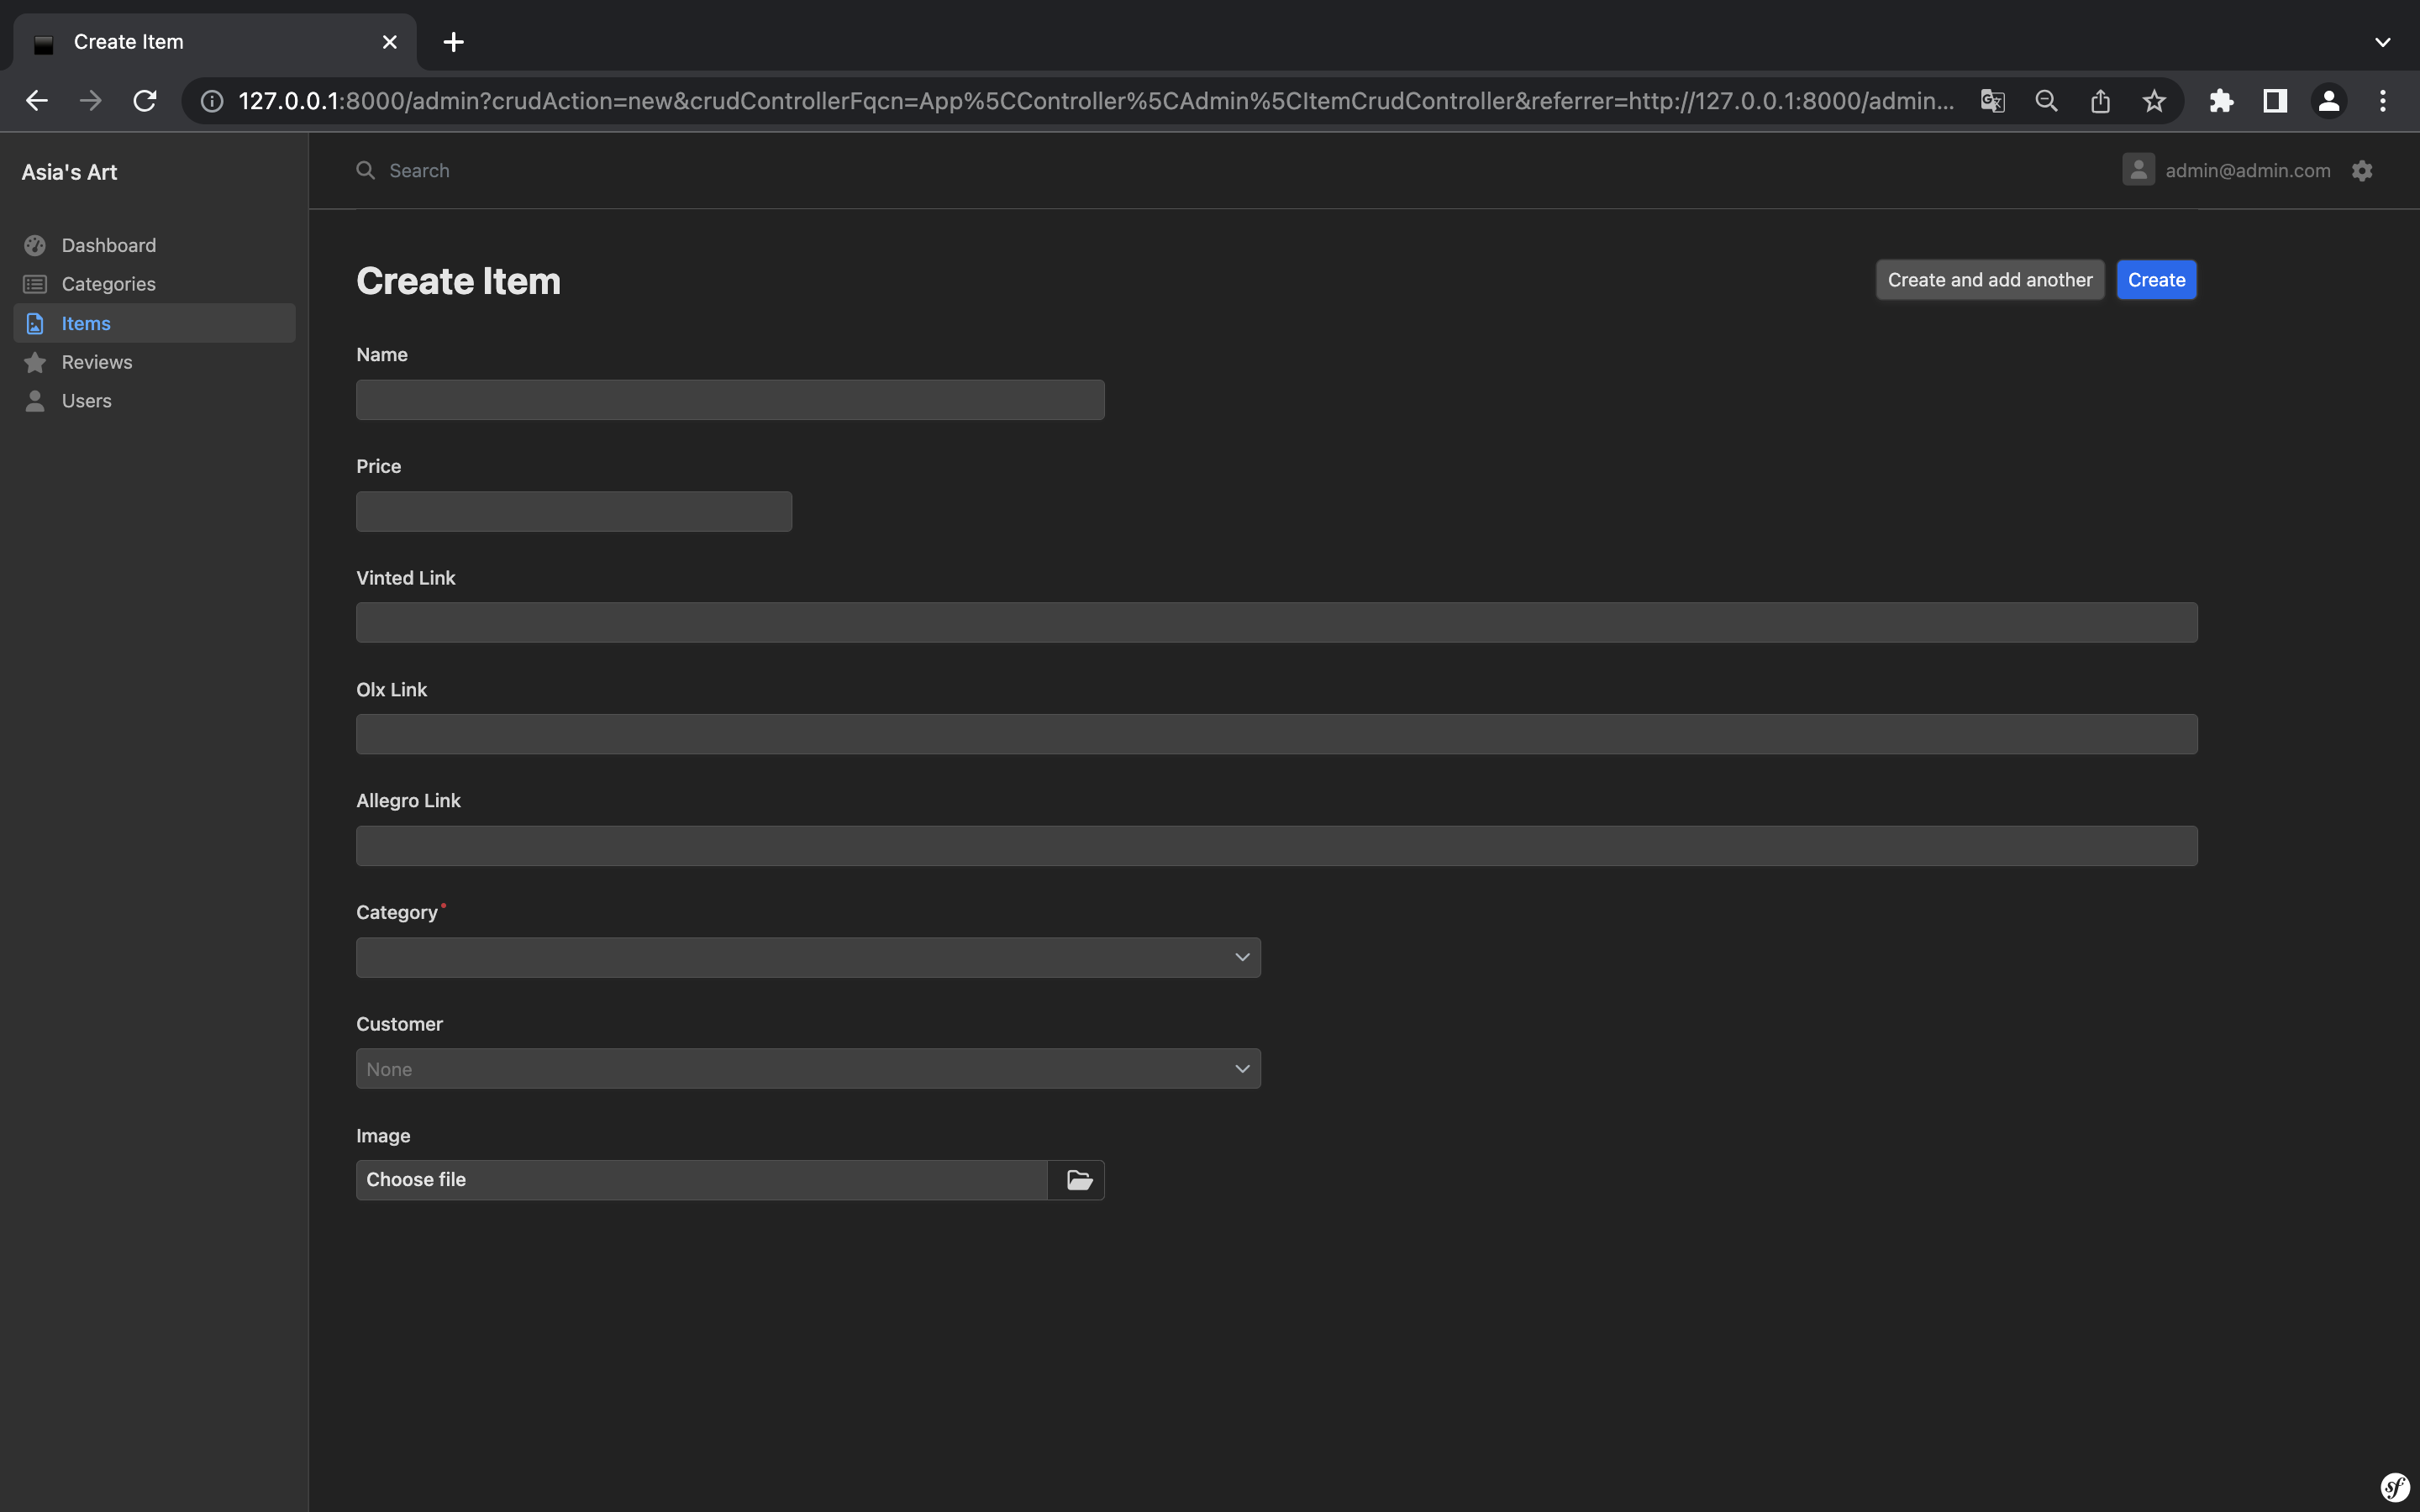 Create Item
127.0.0.1:8000/admin?crudAction=new&crudControllerFqcn=App%5CController%5CAdmin%5CItemCrudController&referrer=http://127.0.0.1:8000/admin...
Asia's Art
Search
admin@admin.com
Dashboard
Categories
Items
Reviews
Users
Create Item
Create and add another
Create
Name
Price
Vinted Link
Olx Link
Allegro Link
Category
Customer
None
Image
Choose file
sf